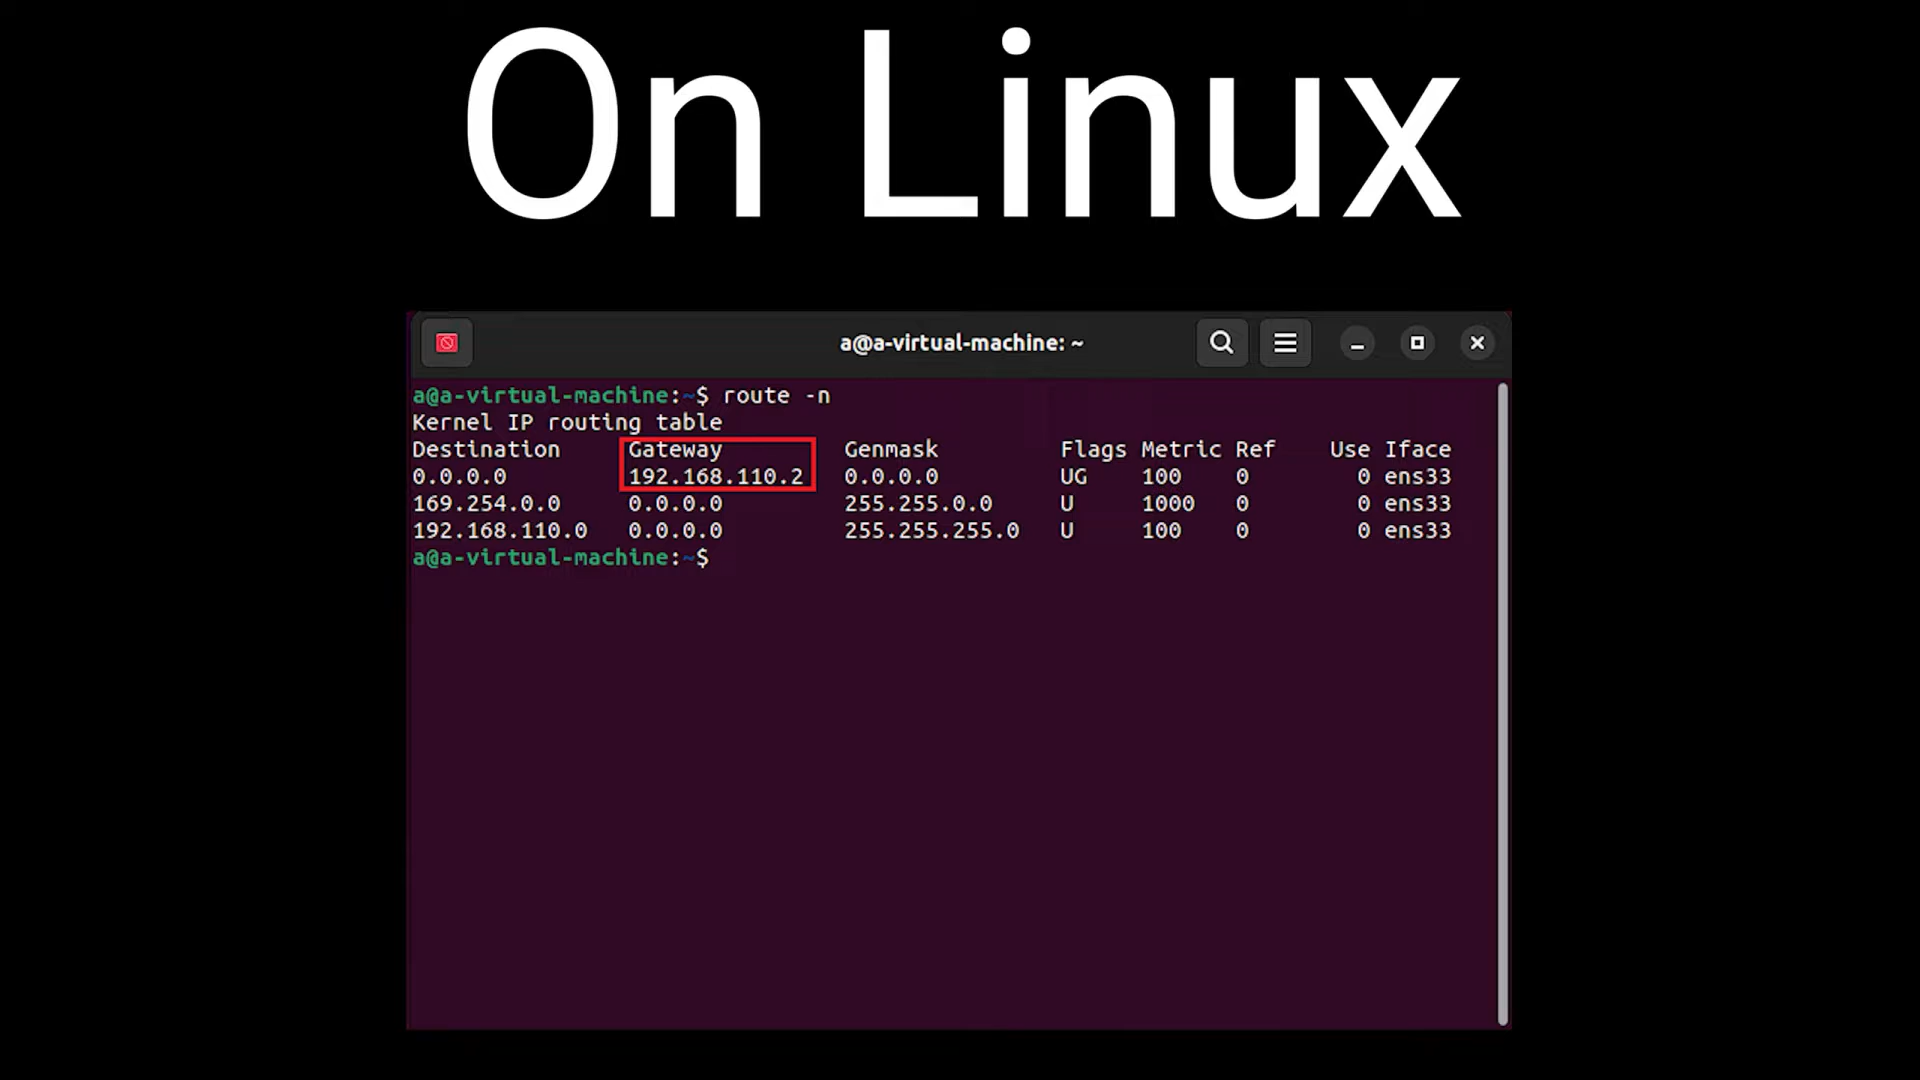 On Linux
a@a-virtual-machine: ~
a@a-virtual-machine:~$ route -n
Kernel IP routing table
Destination Gateway Genmask Flags Metric Ref Use Iface
0.0.0.0 192.168.110.2 0.0.0.0 UG 100 0 0 ens33
169.254.0.0 0.0.0.0 255.255.0.0 U 1000 0 0 ens33
192.168.110.0 0.0.0.0 255.255.255.0 U 100 0 0 ens33
a@a-virtual-machine:~$